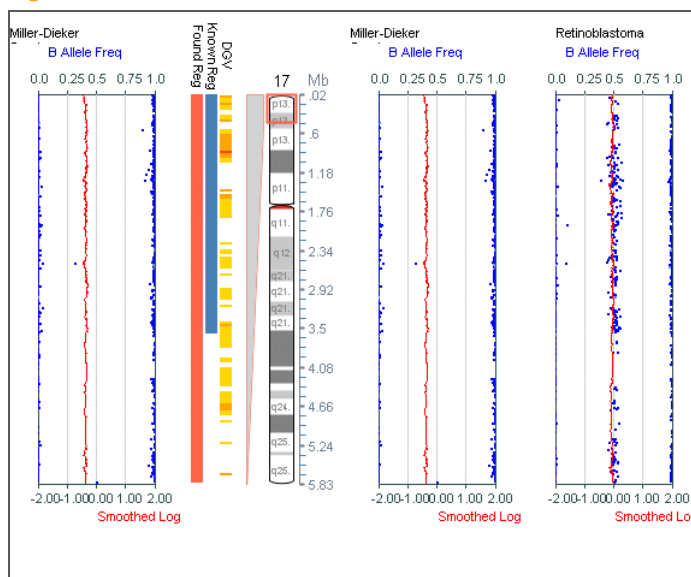 Miller-Dieker
B Allele Freq
0.0 0.25 0.5 0.75 1.0
-2.00 -1.00 0.00 1.00 2.00
Smoothed Log
Found Reg
Known Reg
DGV
17 Mb
p13.
p13.
p13.
p11.
q11.
q12
q21.
q21.
q21.
q21.
q24.
q25.
q25.
.02
.6
1.18
1.76
2.34
2.92
3.5
4.08
4.66
5.24
5.83
Miller-Dieker
B Allele Freq
0.0 0.25 0.5 0.75 1.0
-2.00 -1.00 0.00 1.00 2.00
Smoothed Log
Retinoblastoma
B Allele Freq
0.0 0.25 0.5 0.75 1.0
-2.00 -1.00 0.00 1.00 2.00
Smoothed Lo